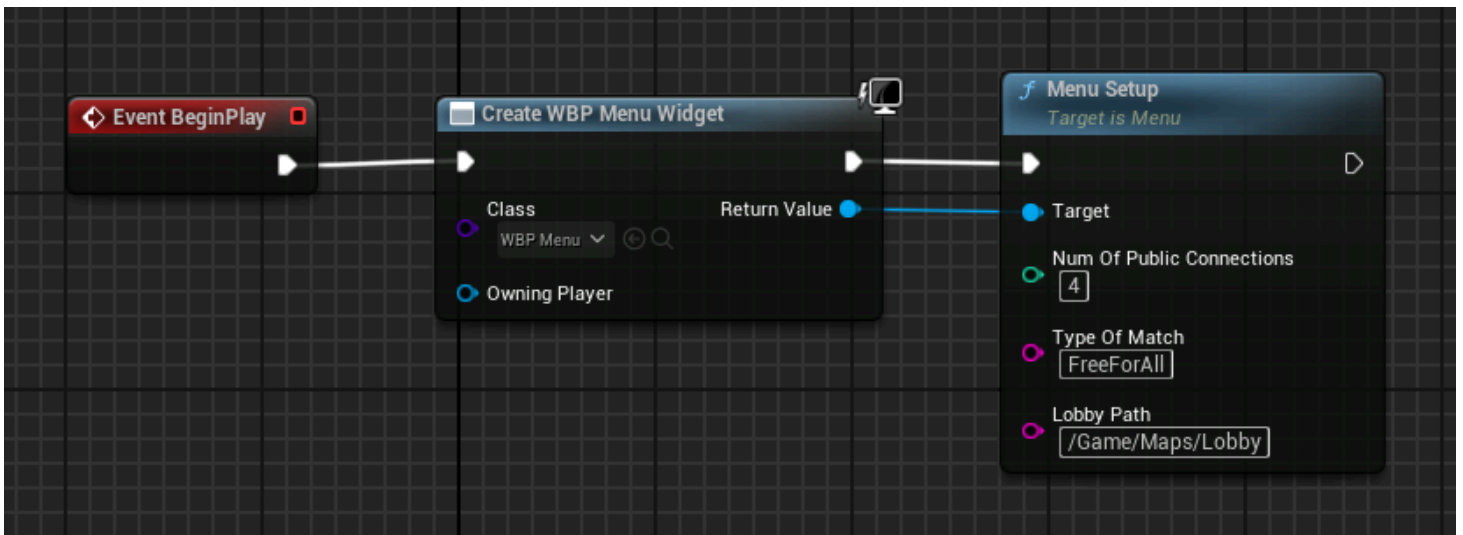 Event BeginPlay
Create WBP Menu Widget
Class
WBP Menu
Return Value
Owning Player
f Menu Setup
Target is Menu
Target
Num Of Public Connections
4
Type Of Match
FreeForAll
Lobby Path
/Game/Maps/Lobby